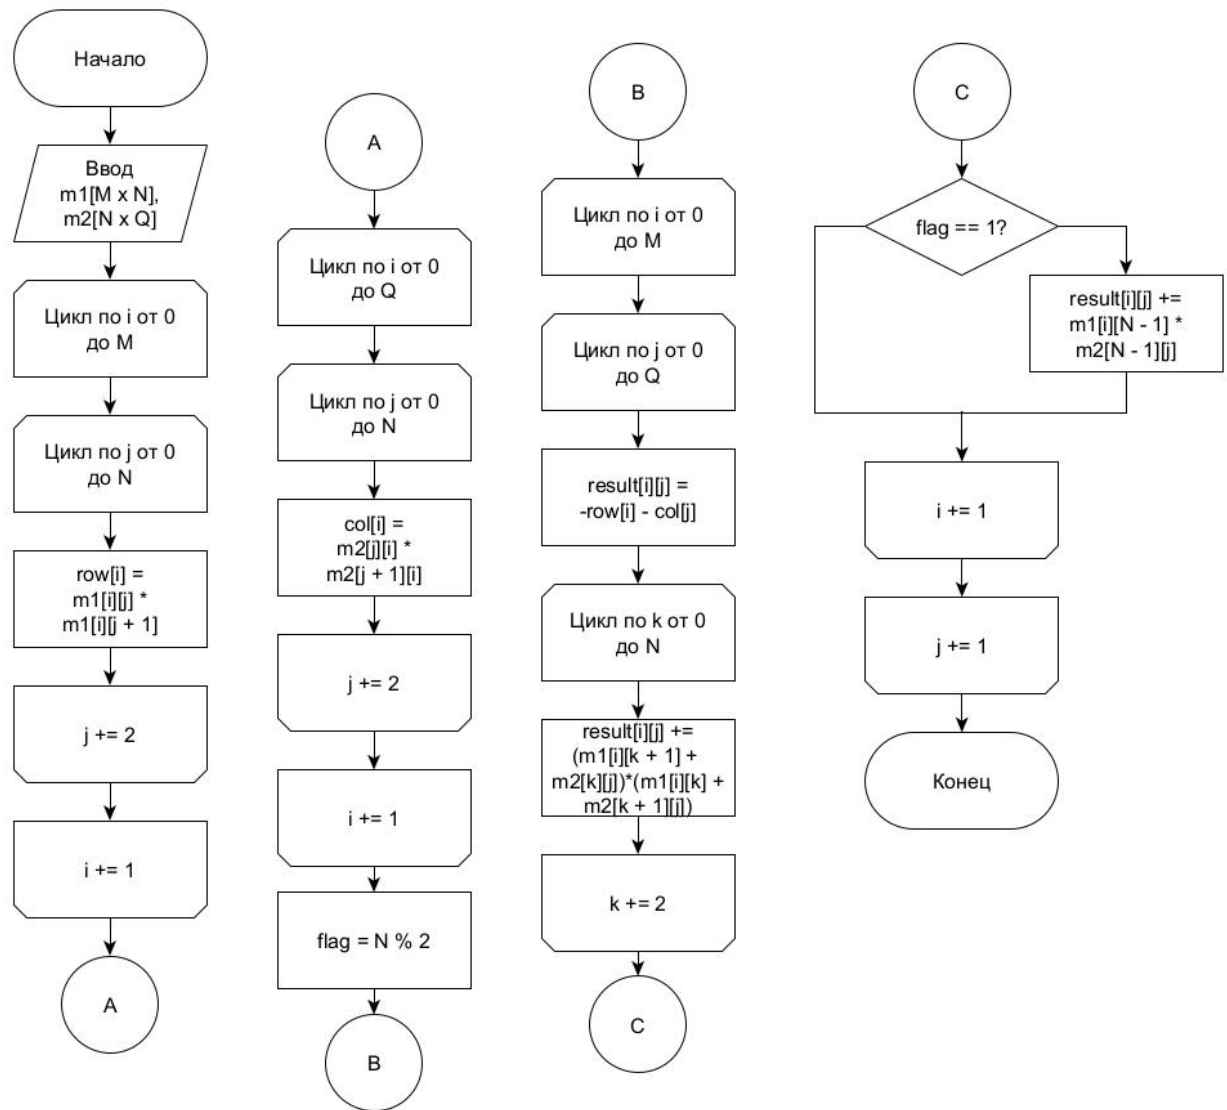 Начало
Ввод
m1[M x N],
m2[N x Q]
Цикл по i от 0
до M
Цикл по j от 0
до N
row[i] =
m1[i][j] *
m1[i][j + 1]
j += 2
i += 1
A
A
Цикл по i от 0
до Q
Цикл по j от 0
до N
col[i] =
m2[j][i] *
m2[j + 1][i]
j += 2
i += 1
flag = N % 2
B
B
Цикл по i от 0
до M
Цикл по j от 0
до Q
result[i][j] =
-row[i] - col[j]
Цикл по k от 0
до N
result[i][j] +=
(m1[i][k + 1] +
m2[k][j])*(m1[i][k] +
m2[k + 1][j])
k += 2
C
C
flag == 1?
result[i][j] +=
m1[i][N - 1] *
m2[N - 1][j]
i += 1
j += 1
Конец